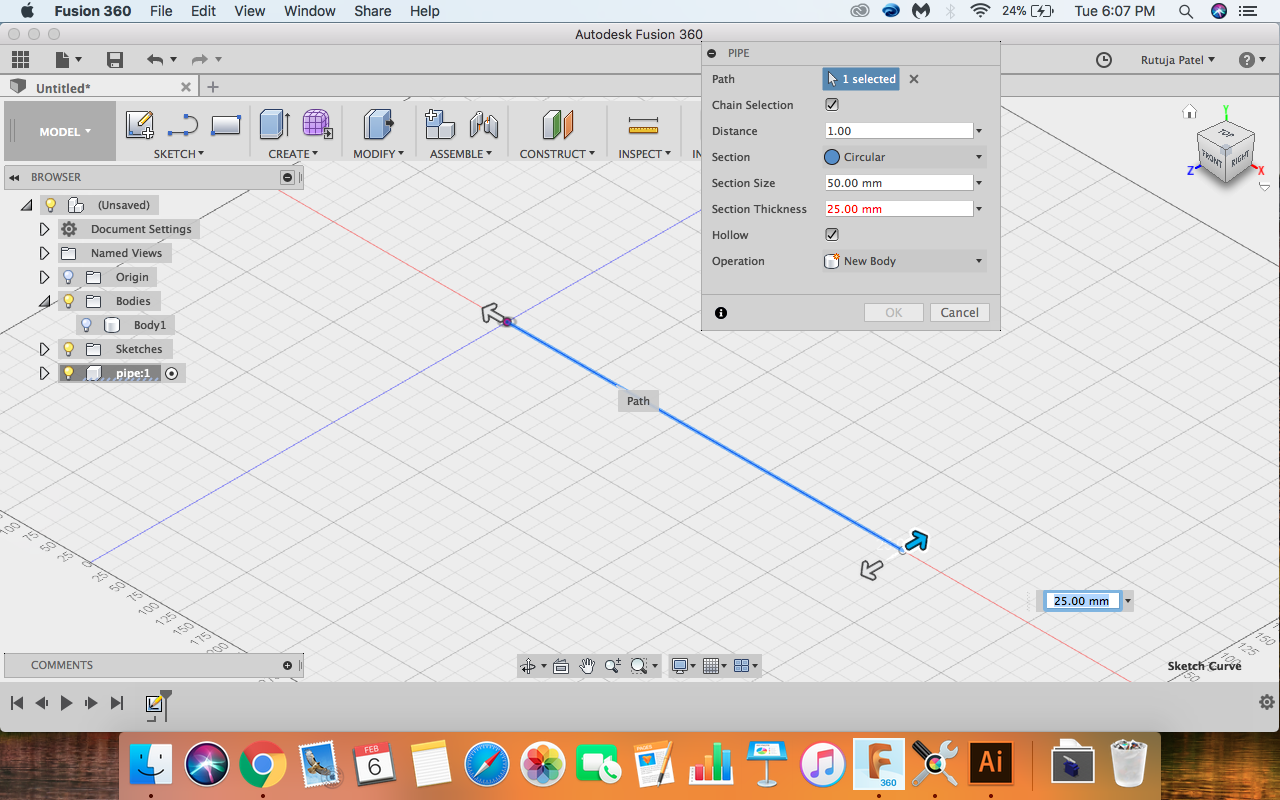 Fusion 360 File Edit View Window Share Help 24% Tue 6:07 PM
Autodesk Fusion 360
Rutuja Patel
Untitled*
MODEL
SKETCH CREATE MODIFY ASSEMBLE CONSTRUCT INSPECT IN
PIPE
Path 1 selected
Chain Selection
Distance 1.00
Section Circular
Section Size 50.00 mm
Section Thickness 25.00 mm
Hollow
Operation New Body
OK Cancel
TOP
FRONT RIGHT
Y
Z
X
BROWSER
(Unsaved)
Document Settings
Named Views
Origin
Bodies
Body1
Sketches
pipe:1
Path
25.00 mm
100
75
50
25
0
25
50
75
100
125
150
175
200
125
150
Sketch Curve
COMMENTS
FEB
6
PAGES
360
Ai